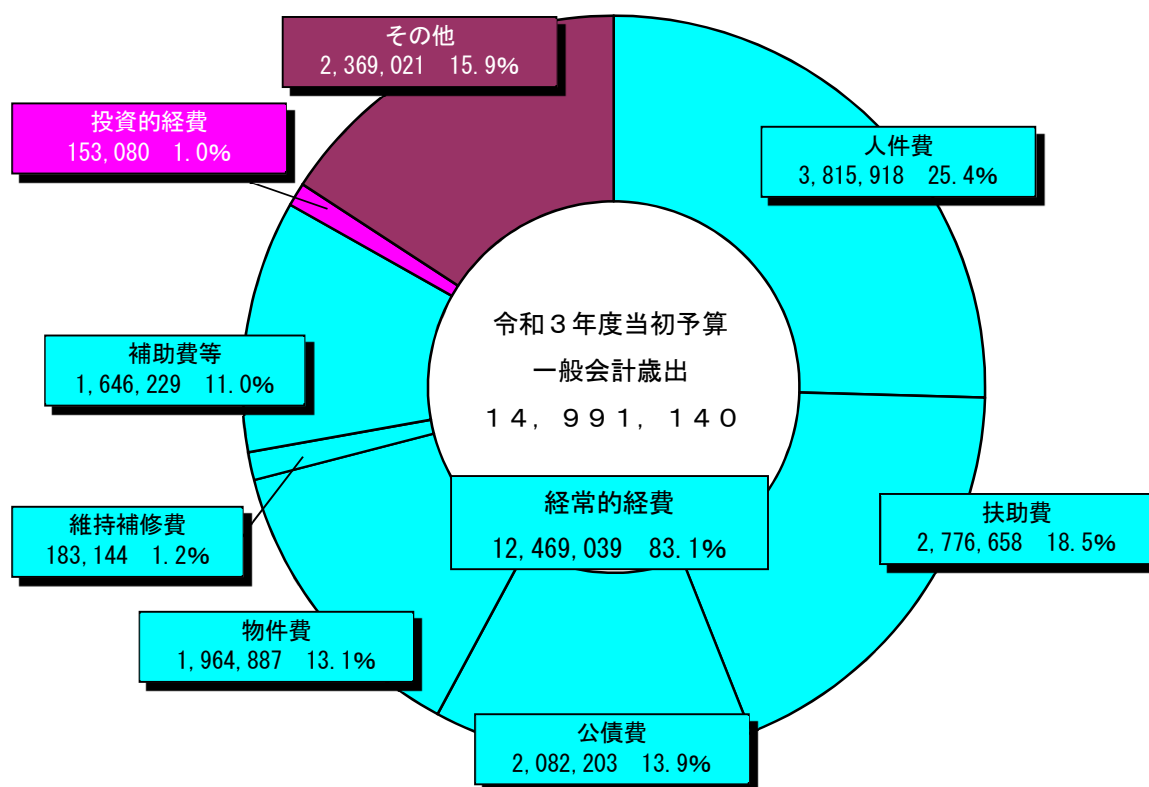 その他
2,369,021 15.9%
投資的経費
153,080 1.0%
人件費
3,815,918 25.4%
令和３年度当初予算
一般会計歳出
１４，９９１，１４０
補助費等
1,646,229 11.0%
経常的経費
12,469,039 83.1%
扶助費
2,776,658 18.5%
維持補修費
183,144 1.2%
物件費
1,964,887 13.1%
公債費
2,082,203 13.9%